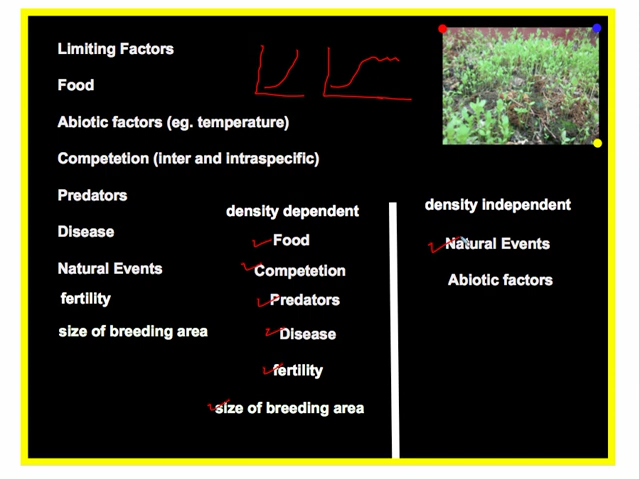 Limiting Factors
Food
Abiotic factors (eg. temperature)
Competetion (inter and intraspecific)
Predators
Disease
Natural Events
fertility
size of breeding area
density dependent
Food
Competetion
Predators
Disease
fertility
size of breeding area
density independent
Natural Events
Abiotic factors